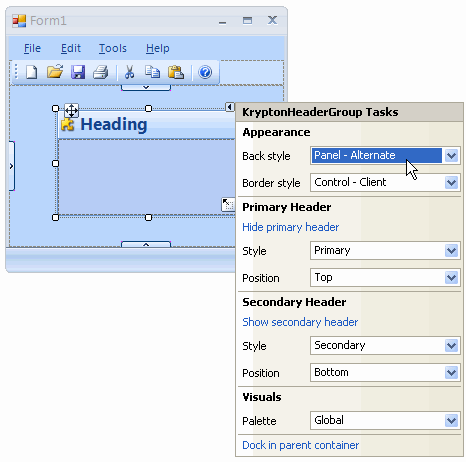 Form1
File Edit Tools Help
Heading
KryptonHeaderGroup Tasks
Appearance
Back style Panel - Alternate
Border style Control - Client
Primary Header
Hide primary header
Style Primary
Position Top
Secondary Header
Show secondary header
Style Secondary
Position Bottom
Visuals
Palette Global
Dock in parent container